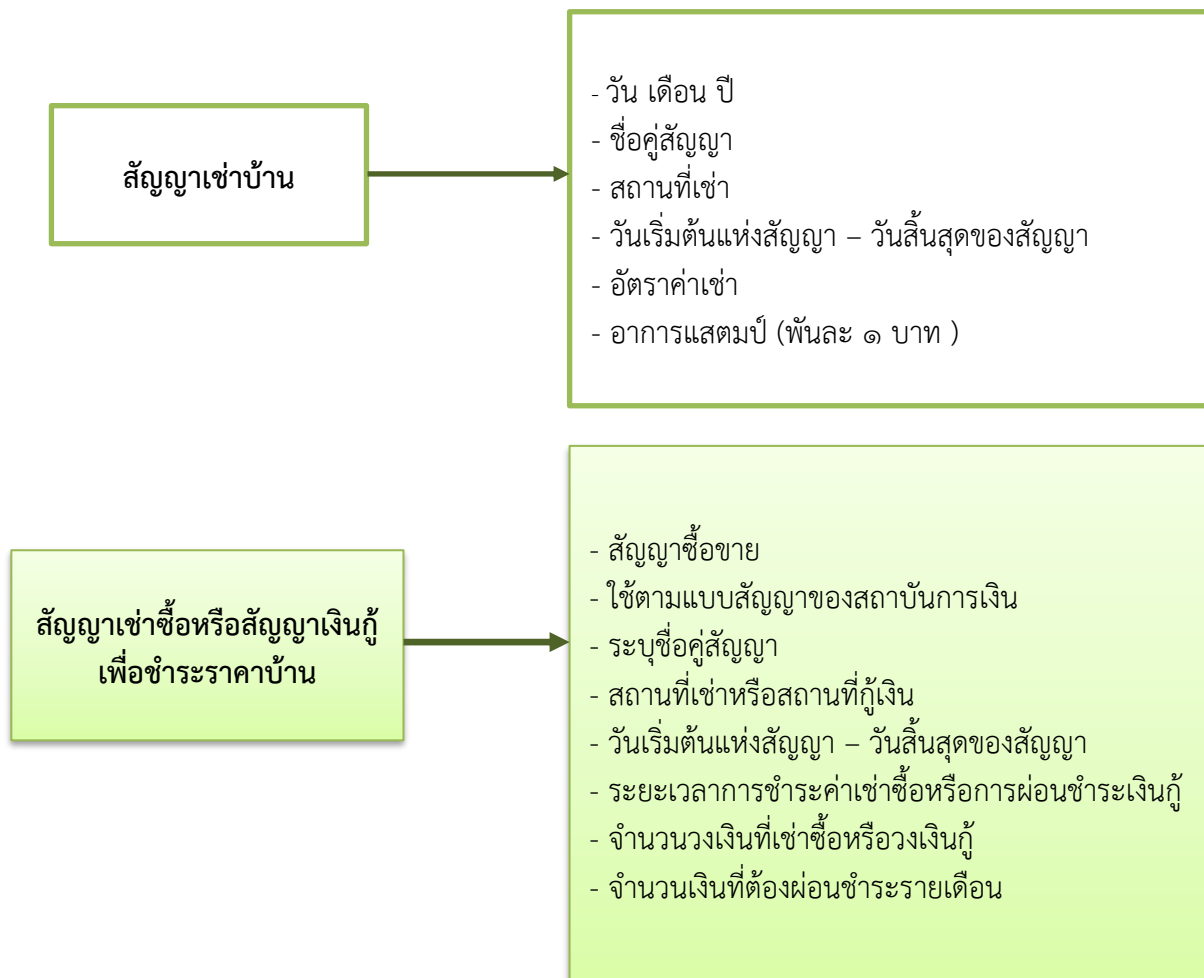 สัญญาเช่าบ้าน
- วัน เดือน ปี
- ชื่อคู่สัญญา
- สถานที่เช่า
- วันเริ่มต้นแห่งสัญญา – วันสิ้นสุดของสัญญา
- อัตราค่าเช่า
- อาการแสตมป์ (พันละ ๑ บาท )
สัญญาเช่าซื้อหรือสัญญาเงินกู้
เพื่อชำระราคาบ้าน
- สัญญาซื้อขาย
- ใช้ตามแบบสัญญาของสถาบันการเงิน
- ระบุชื่อคู่สัญญา
- สถานที่เช่าหรือสถานที่กู้เงิน
- วันเริ่มต้นแห่งสัญญา – วันสิ้นสุดของสัญญา
- ระยะเวลาการชำระค่าเช่าซื้อหรือการผ่อนชำระเงินกู้
- จำนวนวงเงินที่เช่าซื้อหรือวงเงินกู้
- จำนวนเงินที่ต้องผ่อนชำระรายเดือน